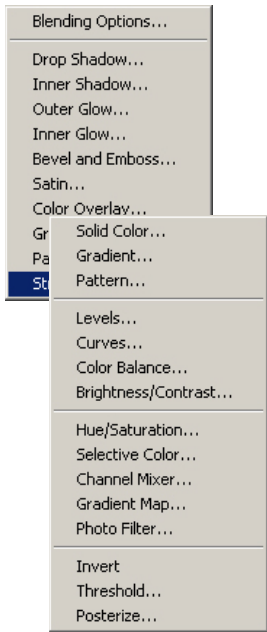 Blending Options...
Drop Shadow...
Inner Shadow...
Outer Glow...
Inner Glow...
Bevel and Emboss...
Satin...
Color Overlay...
Gr
Pa
Str
Solid Color...
Gradient...
Pattern...
Levels...
Curves...
Color Balance...
Brightness/Contrast...
Hue/Saturation...
Selective Color...
Channel Mixer...
Gradient Map...
Photo Filter...
Invert
Threshold...
Posterize...